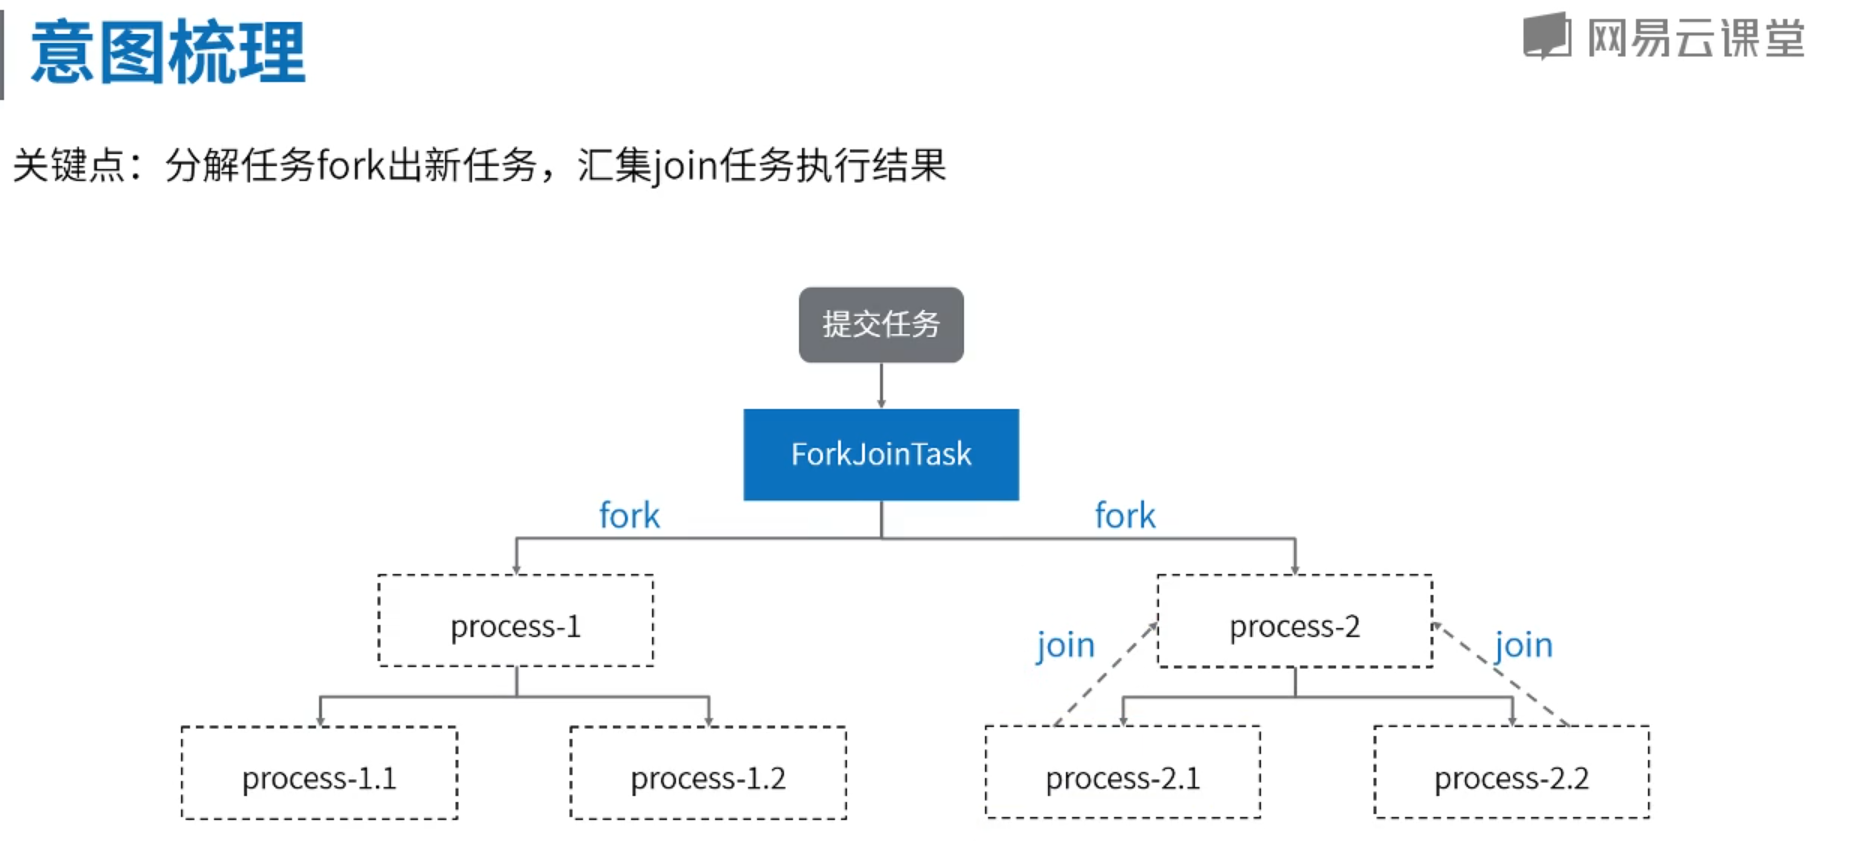 意图梳理
网易云课堂
关键点：分解任务fork出新任务，汇集join任务执行结果
提交任务
ForkJoinTask
fork
fork
process-1
process-2
join
join
process-1.1
process-1.2
process-2.1
process-2.2